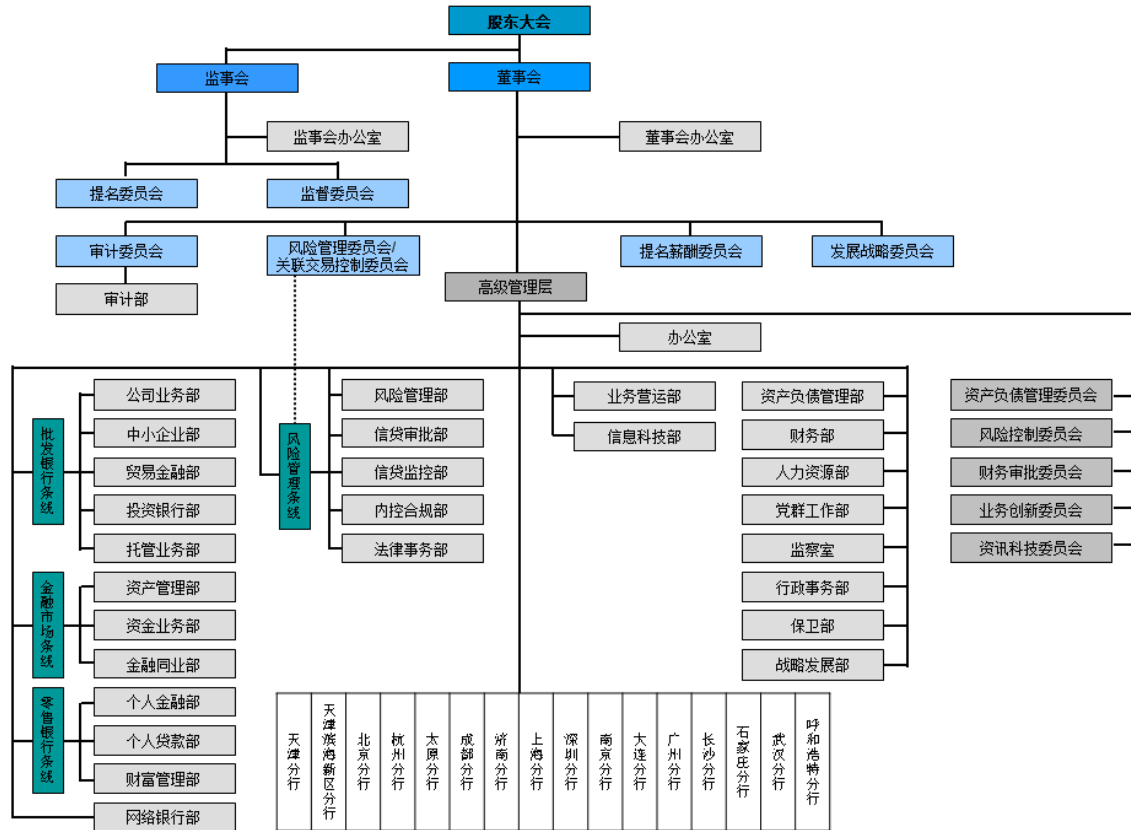 股东大会
监事会
董事会
监事会办公室
董事会办公室
提名委员会
监督委员会
审计委员会
风险管理委员会/
关联交易控制委员会
提名薪酬委员会
发展战略委员会
审计部
高级管理层
办公室
批发银行条线
公司业务部
中小企业部
贸易金融部
投资银行部
托管业务部
金融市场条线
资产管理部
资金业务部
金融同业部
零售银行条线
个人金融部
个人贷款部
财富管理部
网络银行部
风险管理条线
风险管理部
信贷审批部
信贷监控部
内控合规部
法律事务部
业务营运部
信息科技部
资产负债管理部
财务部
人力资源部
党群工作部
监察室
行政事务部
保卫部
战略发展部
资产负债管理委员会
风险控制委员会
财务审批委员会
业务创新委员会
资讯科技委员会
天津分行
天津滨海新区分行
北京分行
杭州分行
太原分行
成都分行
济南分行
上海分行
深圳分行
南京分行
大连分行
广州分行
长沙分行
石家庄分行
武汉分行
呼和浩特分行